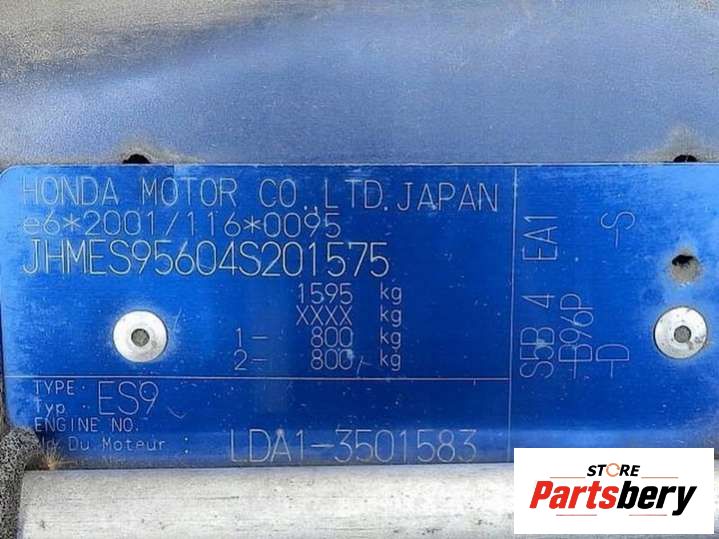 HONDA MOTOR CO.,LTD.JAPAN
e6*2001/116*0095
JHMES95604S201575
1595 kg
XXXX kg
1- 800 kg
2- 800 kg
TYPE :
Typ
ES9
ENGINE NO.
Du Moteur :
LDA1-3501583
S5B 4 EA1
-B96P
-D -S
STORE
Partsbery